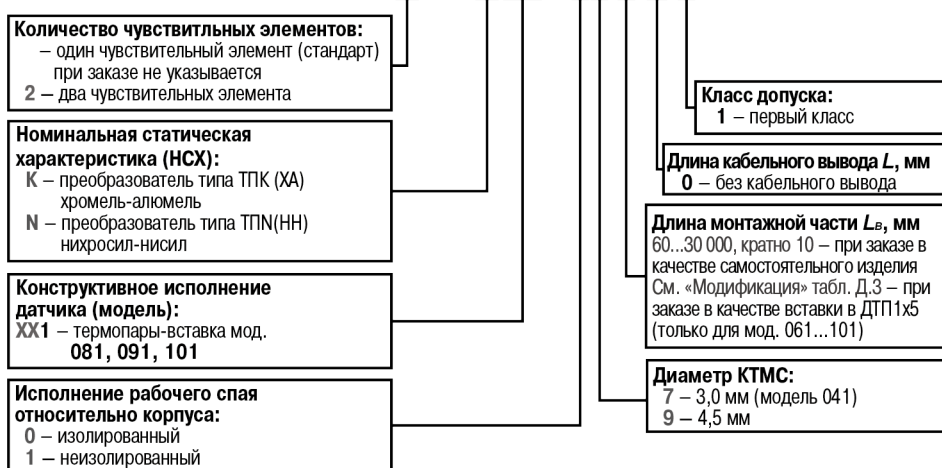 Количество чувствитльных элементов:
– один чувствительный элемент (стандарт)
при заказе не указывается
2 – два чувствительных элемента
Номинальная статическая
характеристика (НСХ):
К – преобразователь типа ТПК (ХА)
хромель-алюмель
N – преобразователь типа ТПN(НН)
нихросил-нисил
Конструктивное исполнение
датчика (модель):
ХХ1 – термопары-вставка мод.
081, 091, 101
Исполнение рабочего спая
относительно корпуса:
0 – изолированный
1 – неизолированный
Класс допуска:
1 – первый класс
Длина кабельного вывода L, мм
0 – без кабельного вывода
Длина монтажной части Lв, мм
60...30 000, кратно 10 – при заказе в
качестве самостоятельного изделия
См. «Модификация» табл. Д.3 – при
заказе в качестве вставки в ДТП1х5
(только для мод. 061...101)
Диаметр КТМС:
7 – 3,0 мм (модель 041)
9 – 4,5 мм